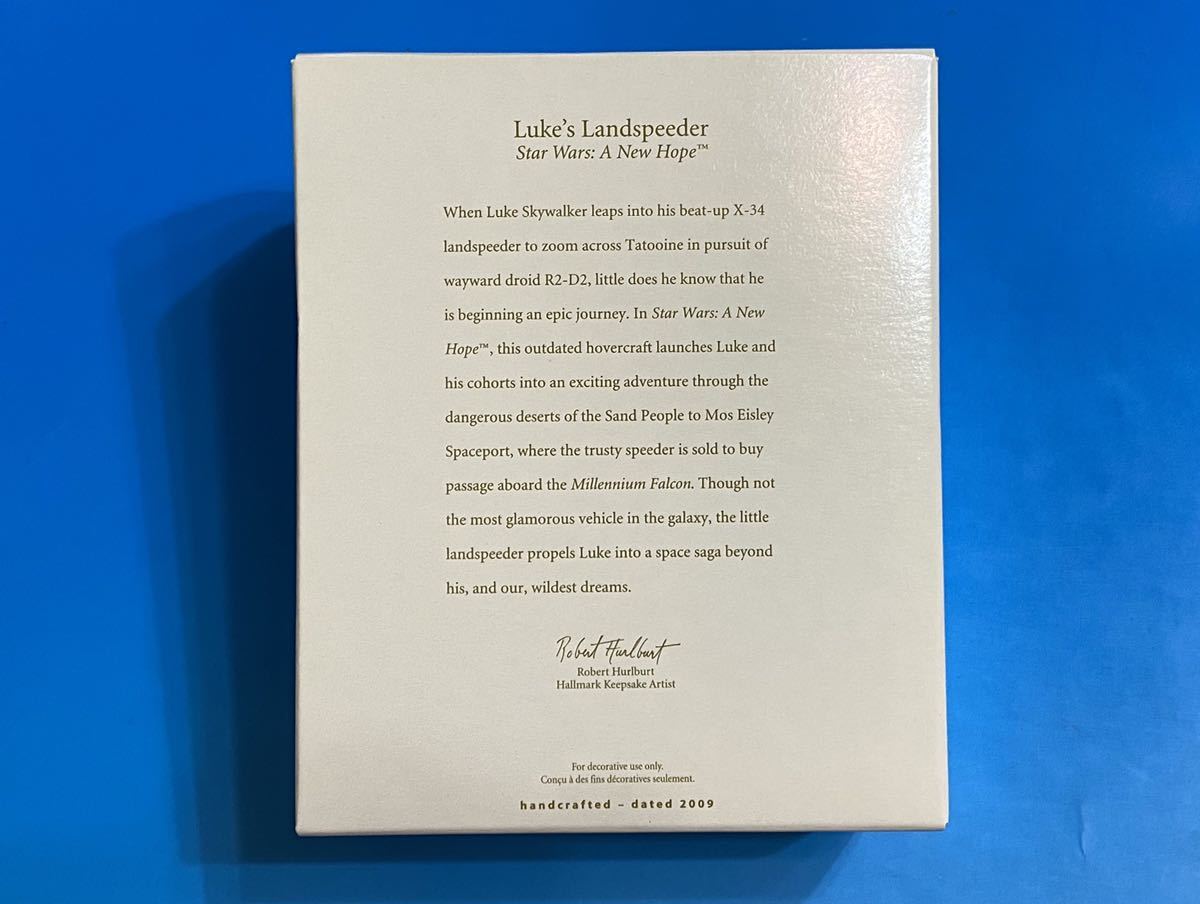 Luke's Landspeeder
Star Wars: A New Hope™
When Luke Skywalker leaps into his beat-up X-34
landspeeder to zoom across Tatooine in pursuit of
wayward droid R2-D2, little does he know that he
is beginning an epic journey. In Star Wars: A New
Hope™, this outdated hovercraft launches Luke and
his cohorts into an exciting adventure through the
dangerous deserts of the Sand People to Mos Eisley
Spaceport, where the trusty speeder is sold to buy
passage aboard the Millennium Falcon. Though not
the most glamorous vehicle in the galaxy, the little
landspeeder propels Luke into a space saga beyond
his, and our, wildest dreams.
Robert Hurlburt
Robert Hurlburt
Hallmark Keepsake Artist
For decorative use only.
Conçu à des fins décoratives seulement.
handcrafted – dated 2009